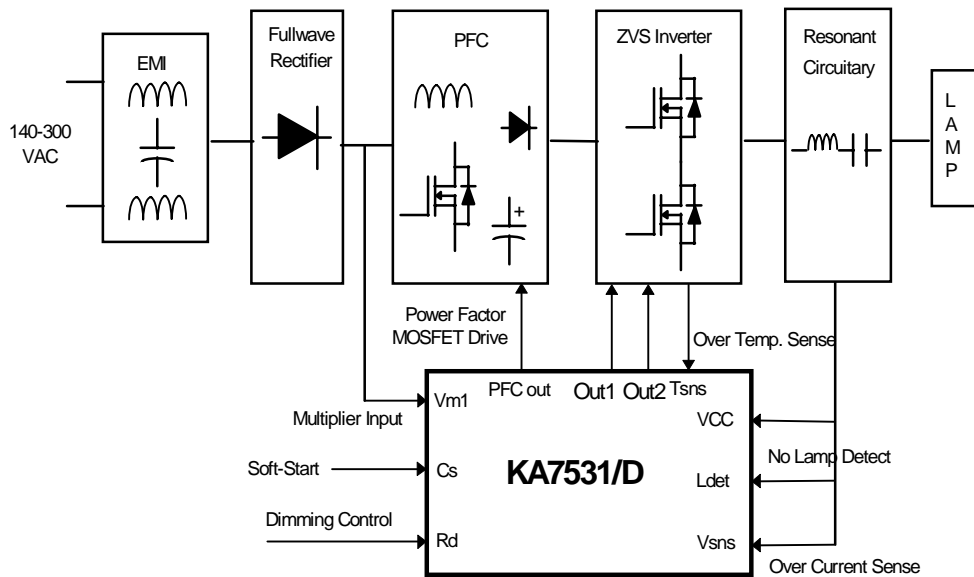 EMI
Fullwave
Rectifier
PFC
ZVS Inverter
Resonant
Circuitary
L
A
M
P
140-300
VAC
+
Power Factor
MOSFET Drive
Over Temp. Sense
PFC out
Out1
Out2
Tsns
Vm1
Multiplier Input
VCC
No Lamp Detect
Soft-Start
Cs
KA7531/D
Ldet
Dimming Control
Rd
Vsns
Over Current Sense